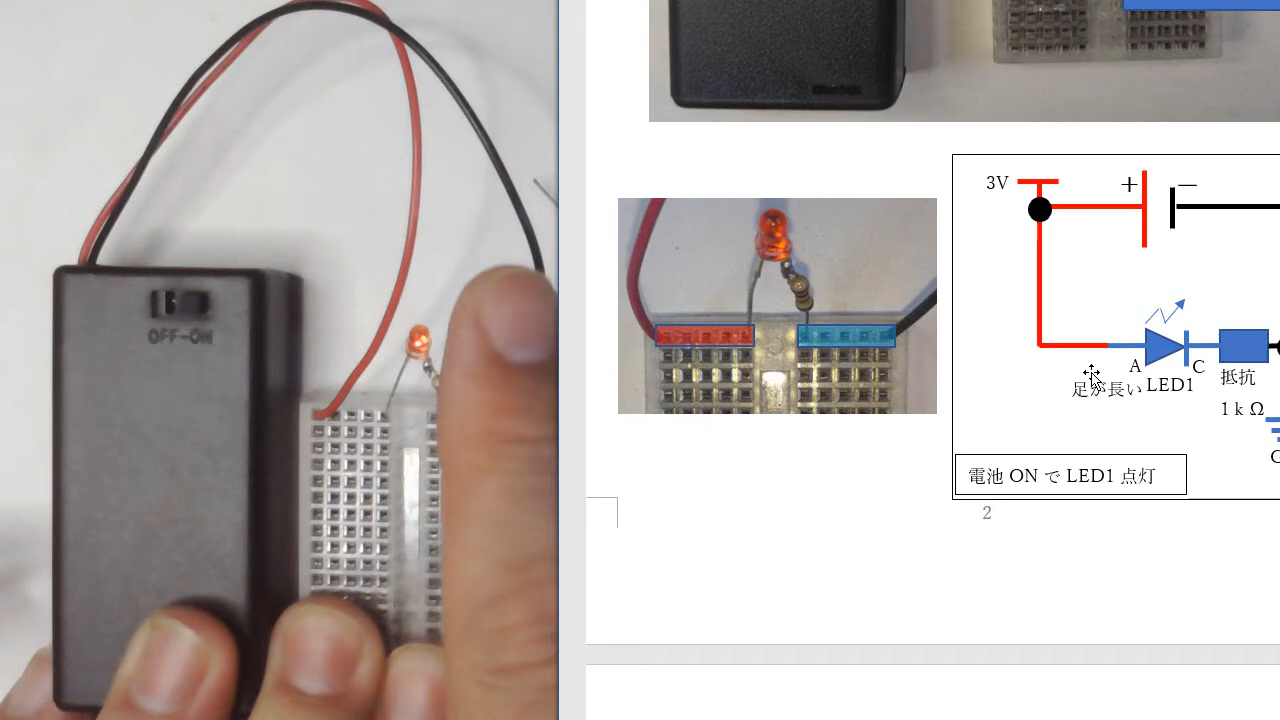 OFF-ON
3V
+
−
A
C
足が長い
LED1
抵抗
1kΩ
電池 ON で LED1 点灯
2